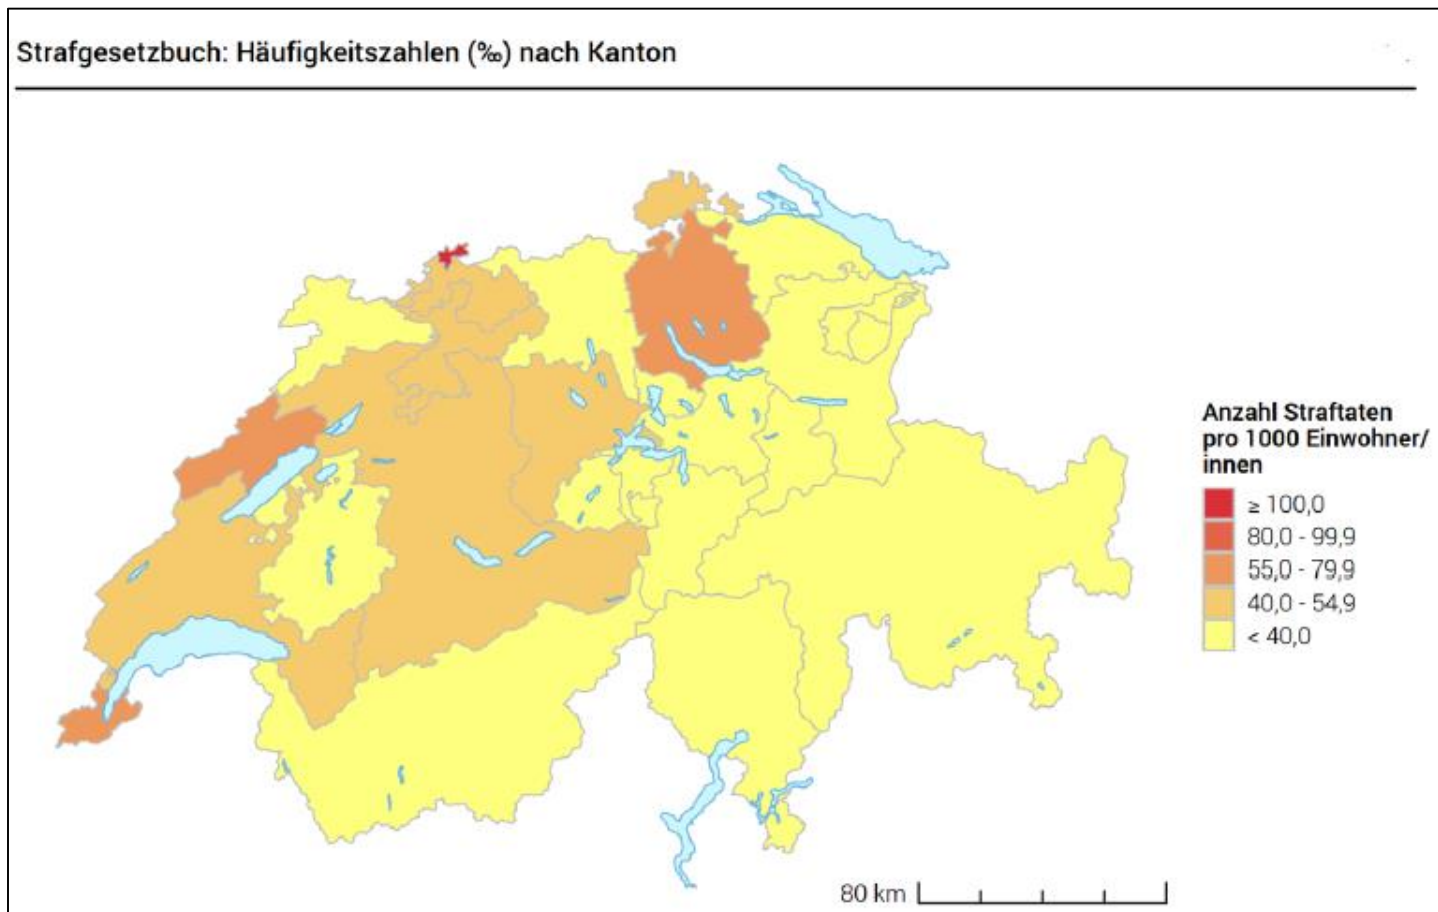 Strafgesetzbuch: Häufigkeitszahlen (‰) nach Kanton
Anzahl Straftaten
pro 1000 Einwohner/
innen
≥ 100,0
80,0 - 99,9
55,0 - 79,9
40,0 - 54,9
< 40,0
80 km